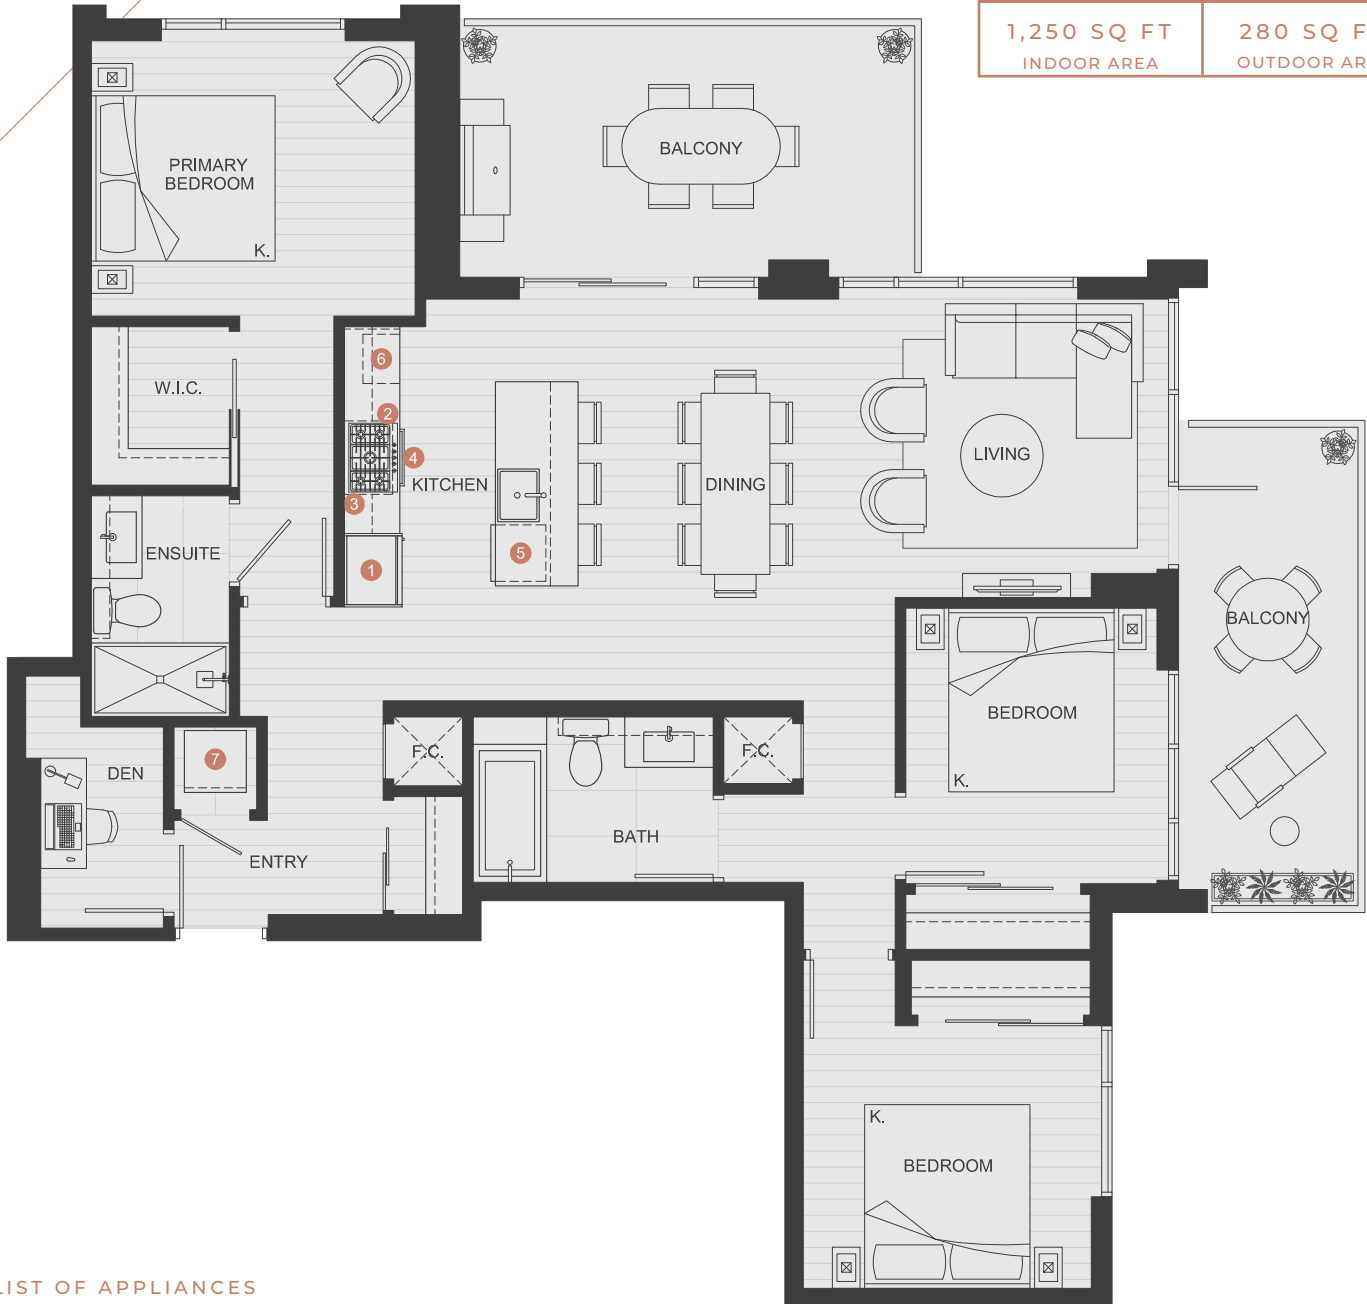 1,250 SQ FT
INDOOR AREA
280 SQ F
OUTDOOR AR
BALCONY
PRIMARY
BEDROOM
K.
6
W.I.C.
2
4
KITCHEN
3
DINING
LIVING
ENSUITE
5
1
BALCONY
BEDROOM
K.
F.C.
F.C.
7
DEN
BATH
ENTRY
K.
BEDROOM
LIST OF APPLIANCES